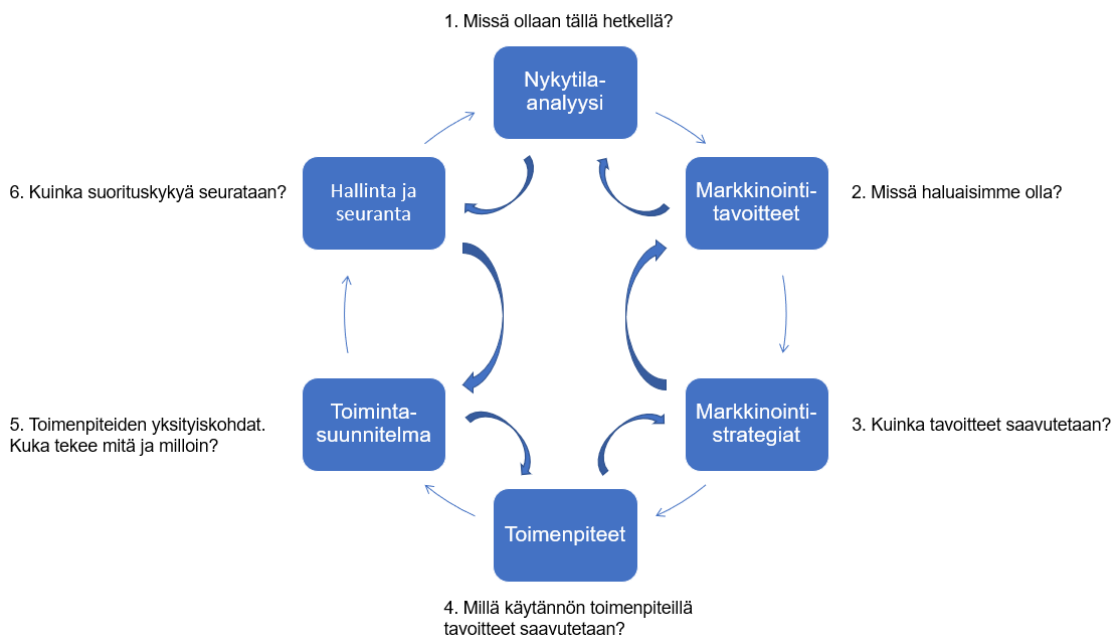 1. Missä ollaan tällä hetkellä?
Nykytila-
analyysi
Markkinointi-
tavoitteet
2. Missä haluaisimme olla?
Markkinointi-
strategiat
3. Kuinka tavoitteet saavutetaan?
Toimenpiteet
4. Millä käytännön toimenpiteillä
tavoitteet saavutetaan?
Toiminta-
suunnitelma
5. Toimenpiteiden yksityiskohdat.
Kuka tekee mitä ja milloin?
Hallinta ja
seuranta
6. Kuinka suorituskykyä seurataan?